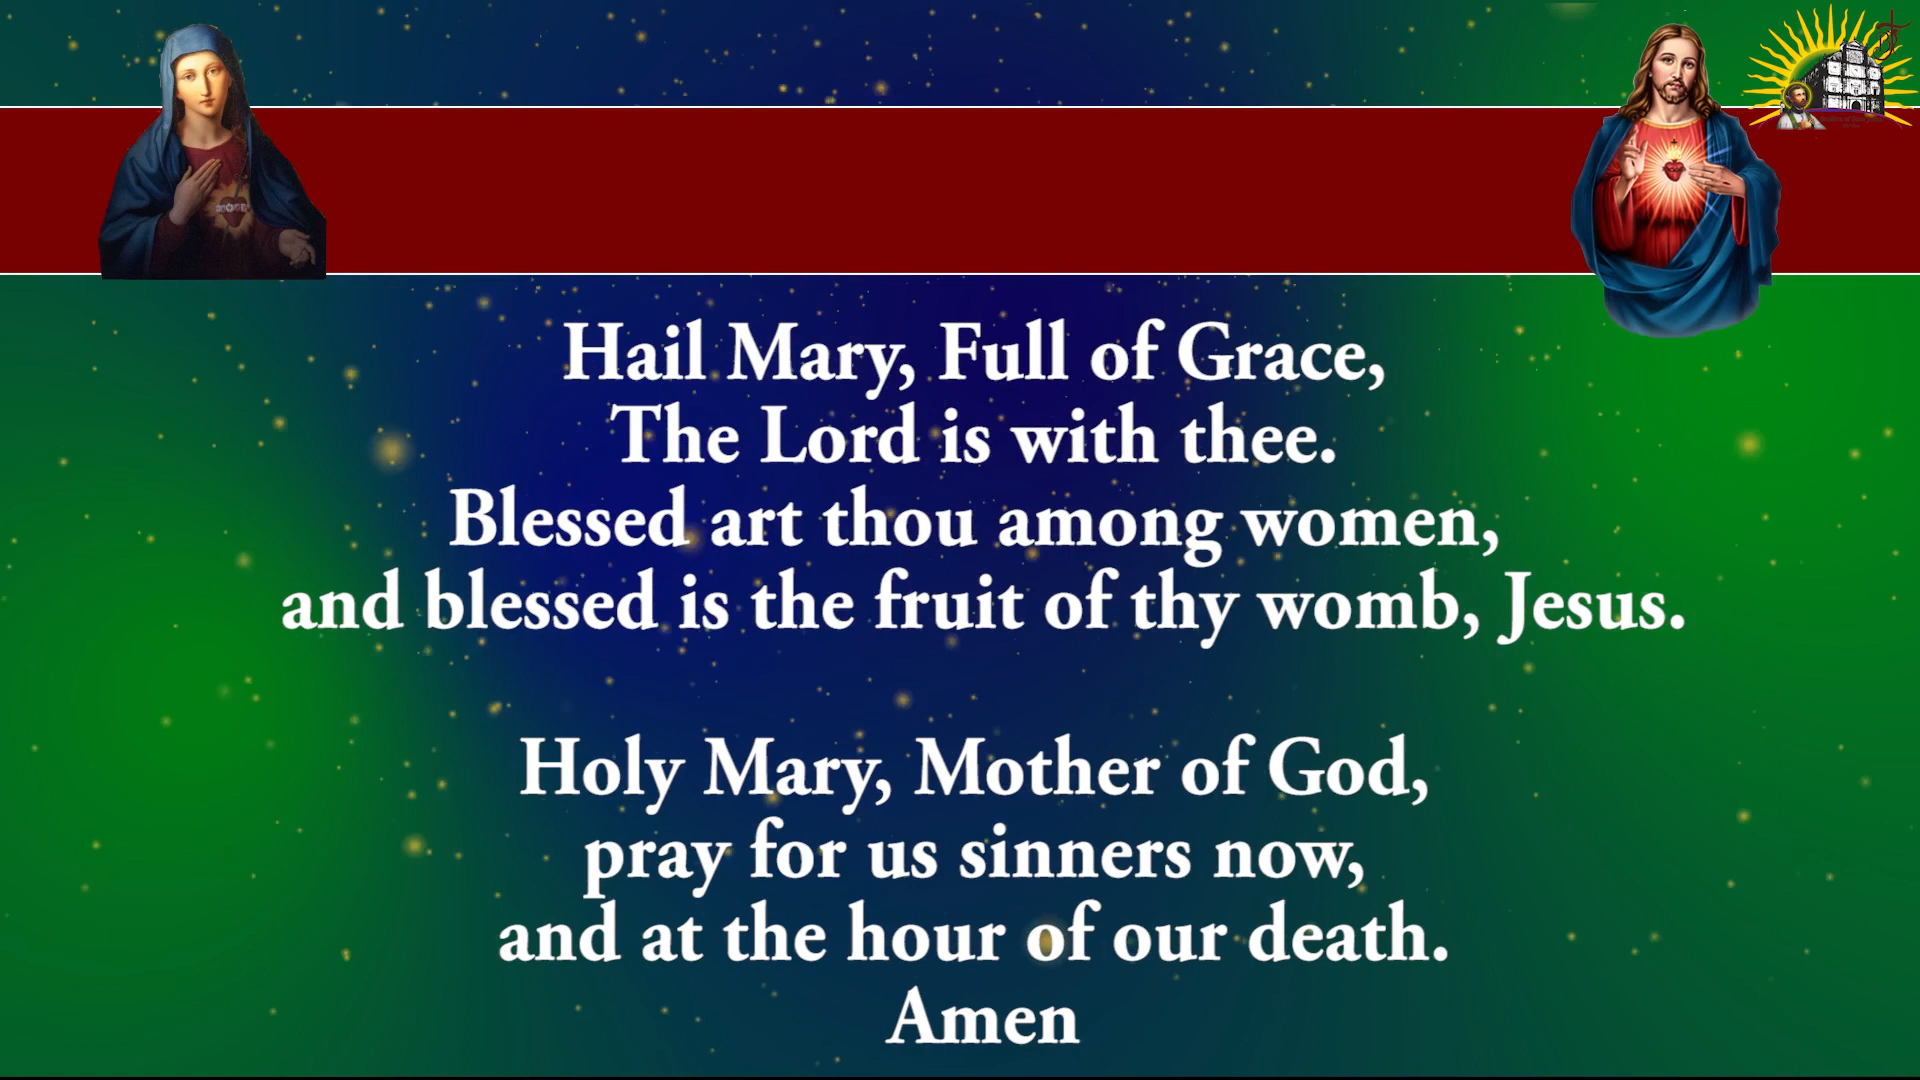 Hail Mary, Full of Grace,
The Lord is with thee.
Blessed art thou among women,
and blessed is the fruit of thy womb, Jesus.
Holy Mary, Mother of God,
pray for us sinners now,
and at the hour of our death.
Amen